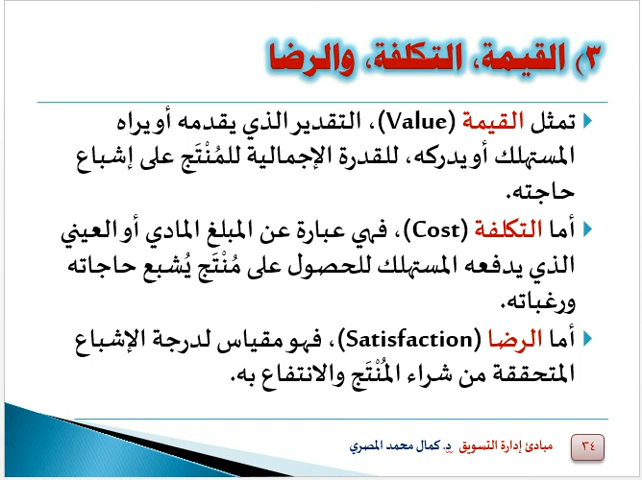 ٣) القيمة، التكلفة، والرضا
تمثل القيمة (Value)، التقدير الذي يقدمه أو يراه
المستهلك أو يدركه، للقدرة الإجمالية للمُنْتَج على إشباع
حاجته.
أما التكلفة (Cost)، فهي عبارة عن المبلغ المادي أو العيني
الذي يدفعه المستهلك للحصول على مُنْتَج يُشبع حاجاته
ورغباته.
أما الرضا (Satisfaction)، فهو مقياس لدرجة الإشباع
المتحققة من شراء المُنْتَج والانتفاع به.
٣٤ مبادئ إدارة التسويق د. كمال محمد المصري